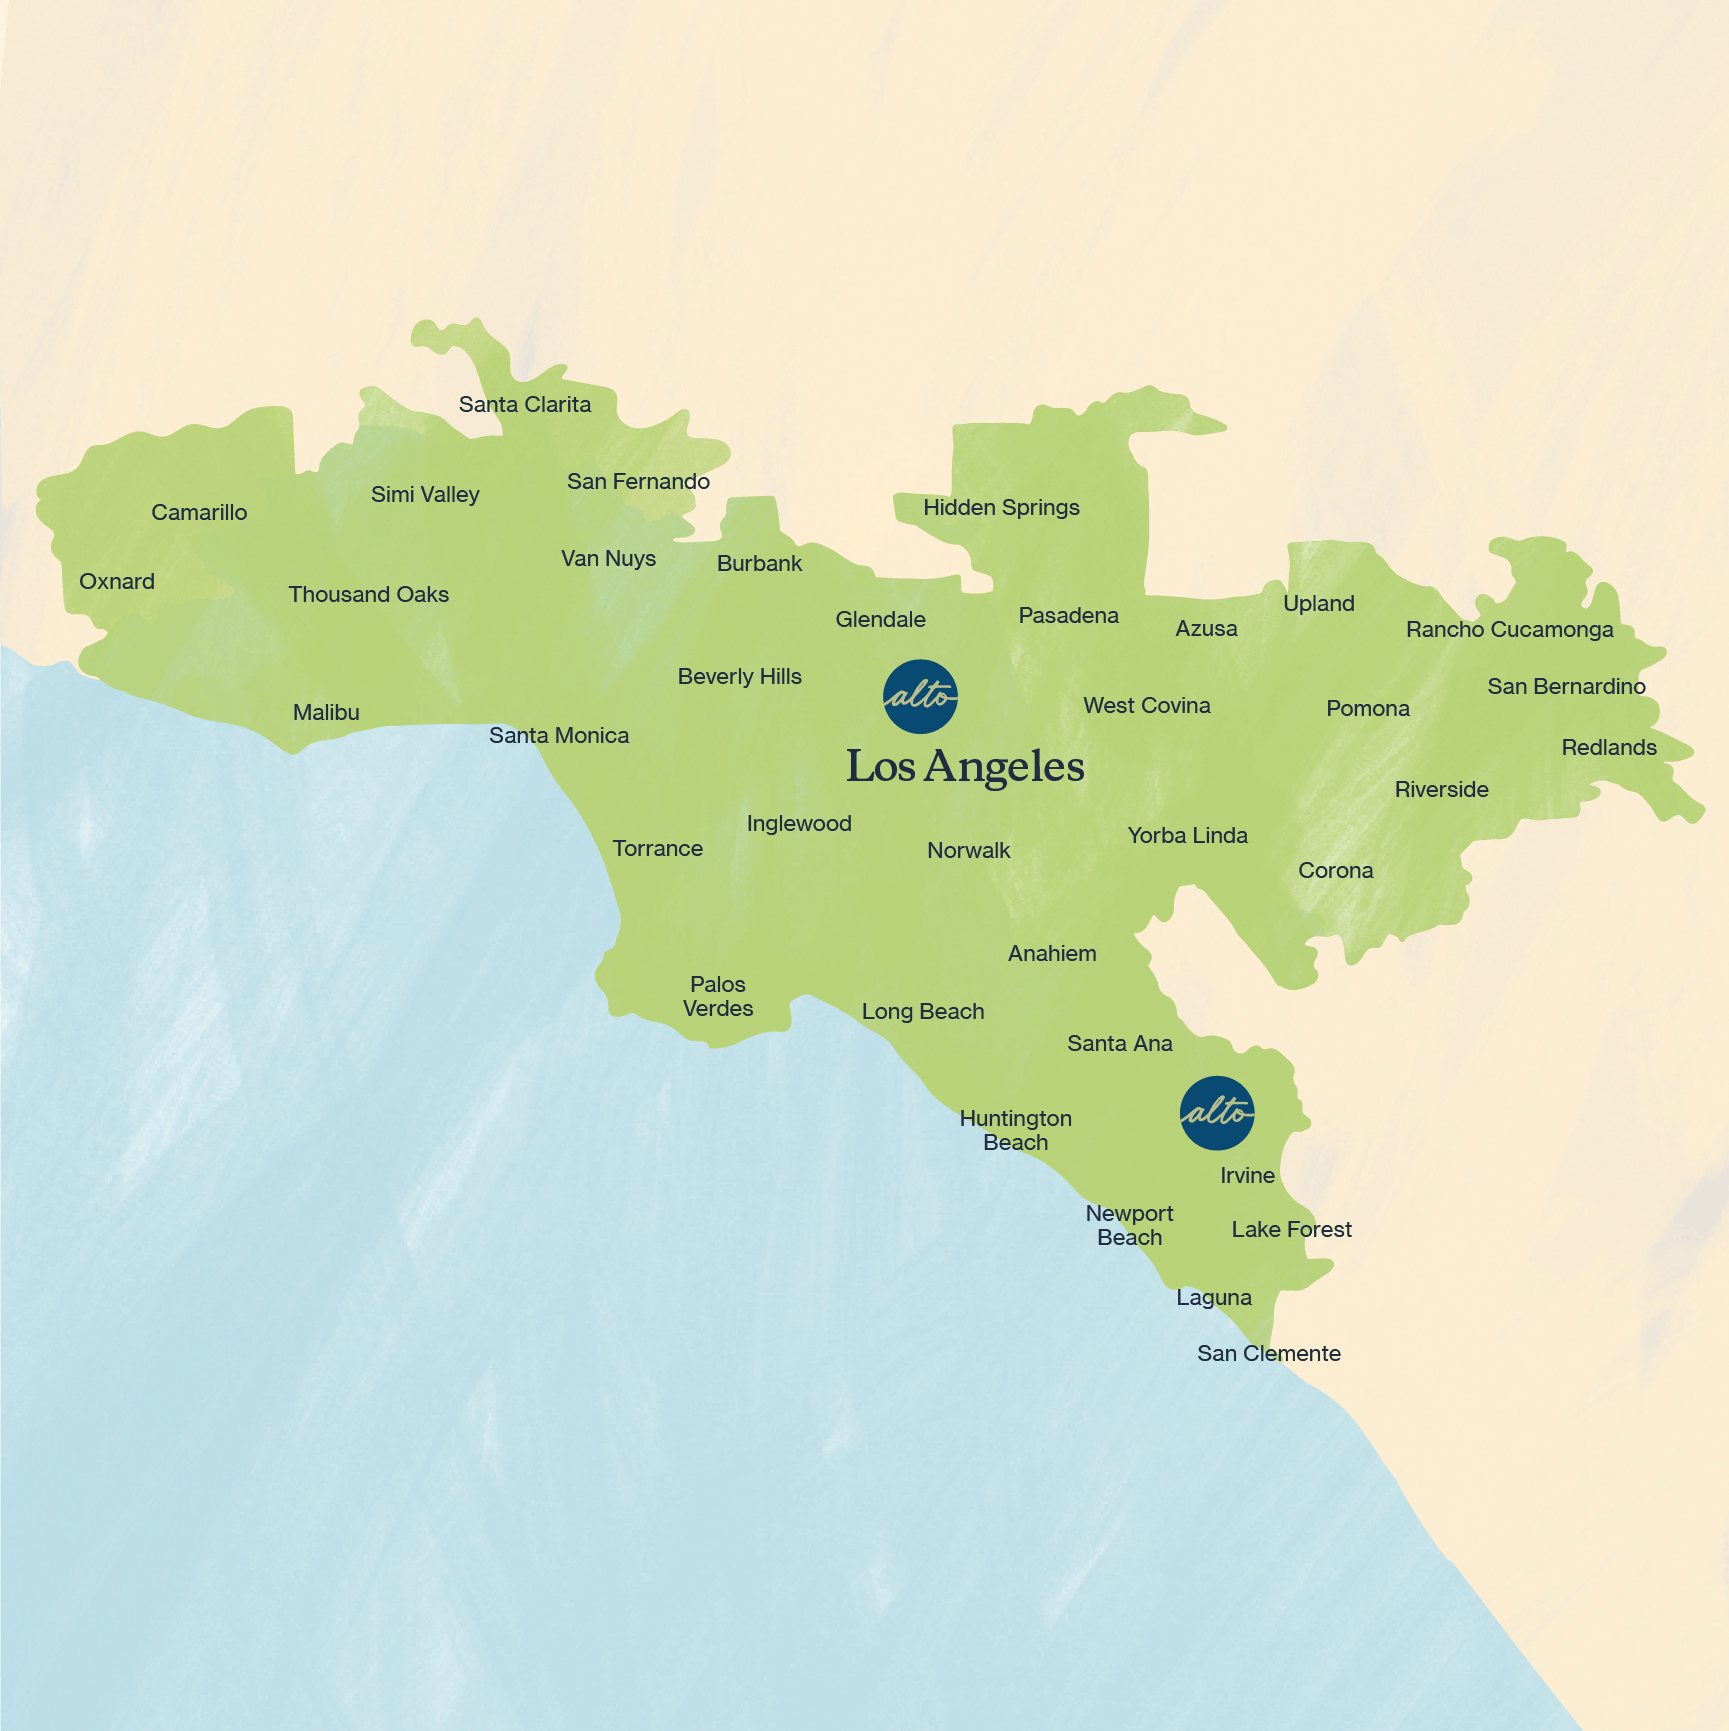 Santa Clarita
San Fernando
Simi Valley
Camarillo
Hidden Springs
Van Nuys
Burbank
Oxnard
Thousand Oaks
Glendale
Pasadena
Azusa
Upland
Rancho Cucamonga
Beverly Hills
alto
West Covina
Pomona
San Bernardino
Malibu
Santa Monica
Los Angeles
Redlands
Riverside
Inglewood
Torrance
Norwalk
Yorba Linda
Corona
Anahiem
Palos
Verdes
Long Beach
Santa Ana
alto
Huntington
Beach
Irvine
Newport
Beach
Lake Forest
Laguna
San Clemente